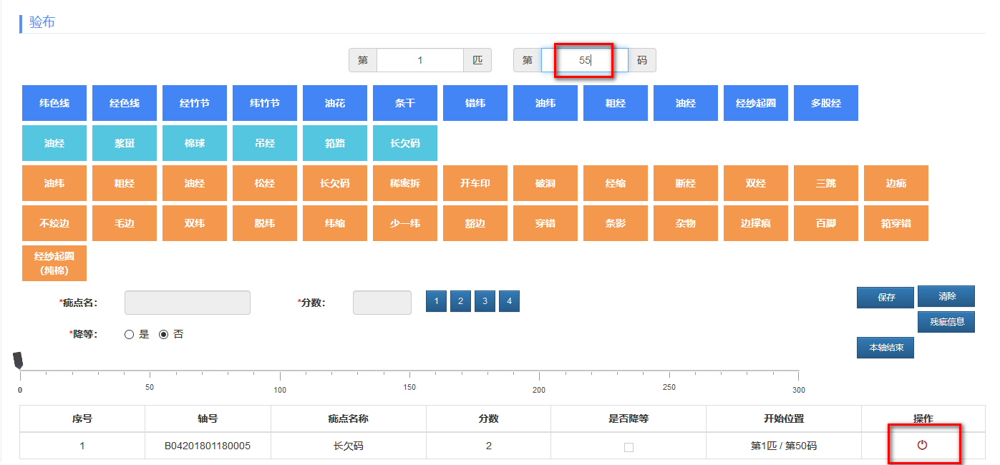 验布
第 1 匹 第 55 码
纬色线 经色线 经竹节 纬竹节 油花 条干 错纬 油纬 粗经 油经 经纱起圈 多股经
油经 浆斑 棉球 吊经 筘路 长欠码
油纬 粗经 油经 松经 长欠码 稀密拆 开车印 破洞 经缩 断经 双经 三跳 边疵
不绞边 毛边 双纬 脱纬 纬缩 少一纬 豁边 穿错 条影 杂物 边撑痕 百脚 筘穿错
经纱起圈
(纯棉)
*疵点名: *分数: 1 2 3 4 保存 清除
残疵信息
*降等: 是 否
本轴结束
0 50 100 150 200 250 300
序号 轴号 疵点名称 分数 是否降等 开始位置 操作
1 B04201801180005 长欠码 2 第1匹 / 第50码